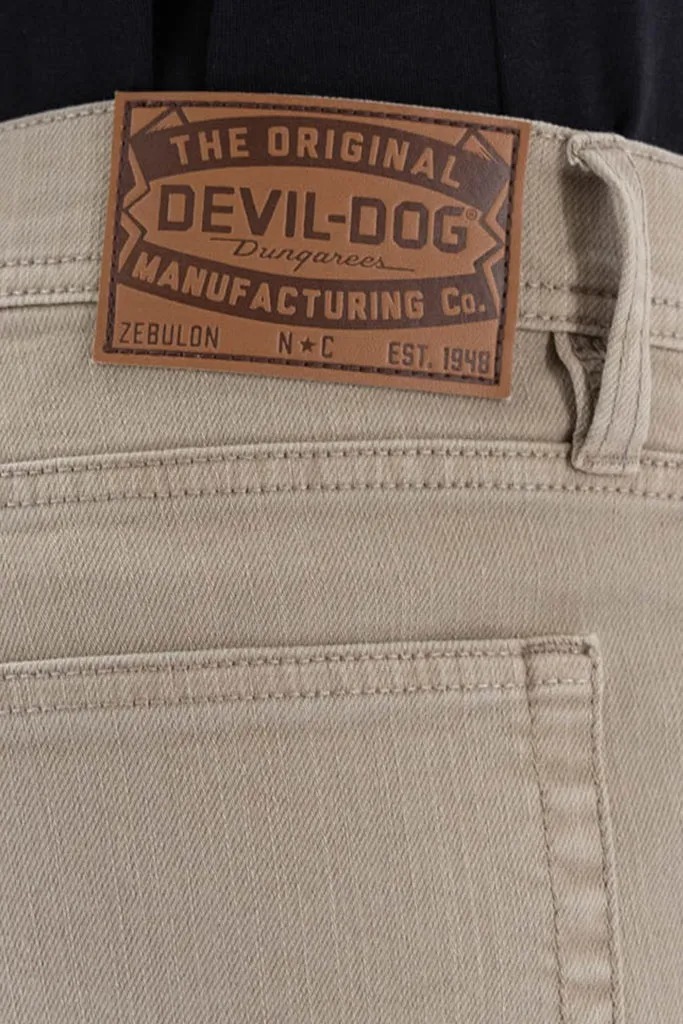 THE ORIGINAL
DEVIL-DOG®
Dungarees
MANUFACTURING Co.
ZEBULON N★C EST. 1948